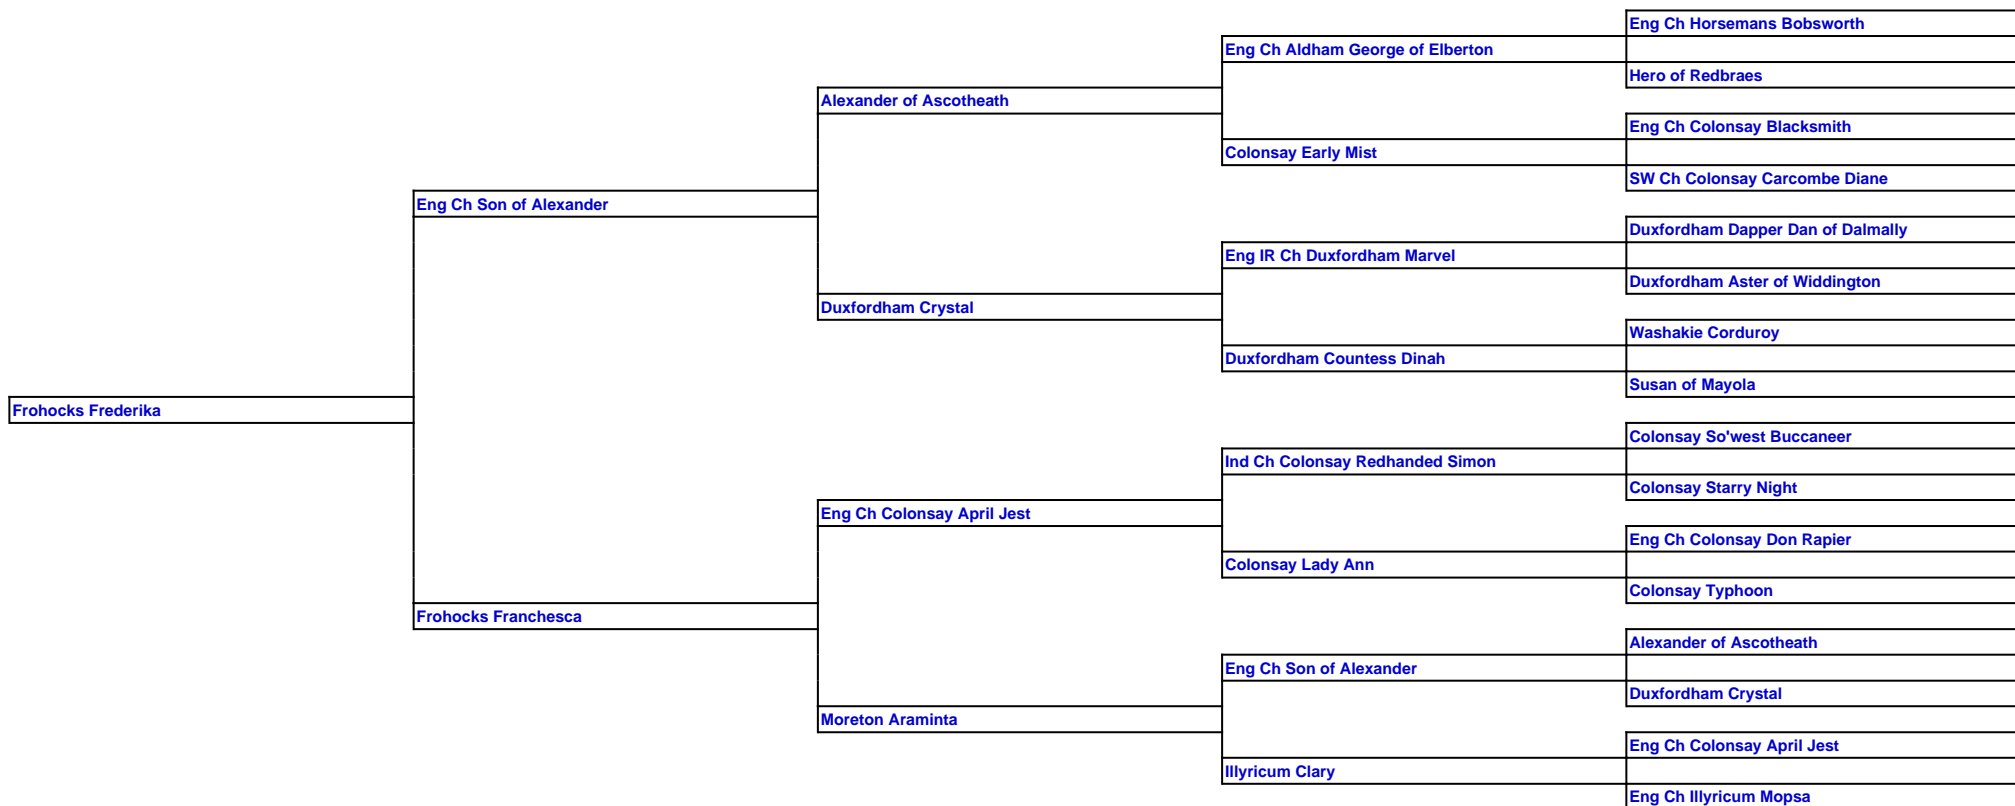 Eng Ch Horsemans Bobsworth
Eng Ch Aldham George of Elberton
Hero of Redbraes
Alexander of Ascotheath
Eng Ch Colonsay Blacksmith
Colonsay Early Mist
SW Ch Colonsay Carcombe Diane
Eng Ch Son of Alexander
Duxfordham Dapper Dan of Dalmally
Eng IR Ch Duxfordham Marvel
Duxfordham Aster of Widdington
Duxfordham Crystal
Washakie Corduroy
Duxfordham Countess Dinah
Susan of Mayola
Frohocks Frederika
Colonsay So'west Buccaneer
Ind Ch Colonsay Redhanded Simon
Colonsay Starry Night
Eng Ch Colonsay April Jest
Eng Ch Colonsay Don Rapier
Colonsay Lady Ann
Colonsay Typhoon
Frohocks Franchesca
Alexander of Ascotheath
Eng Ch Son of Alexander
Duxfordham Crystal
Moreton Araminta
Eng Ch Colonsay April Jest
Illyricum Clary
Eng Ch Illyricum Mopsa